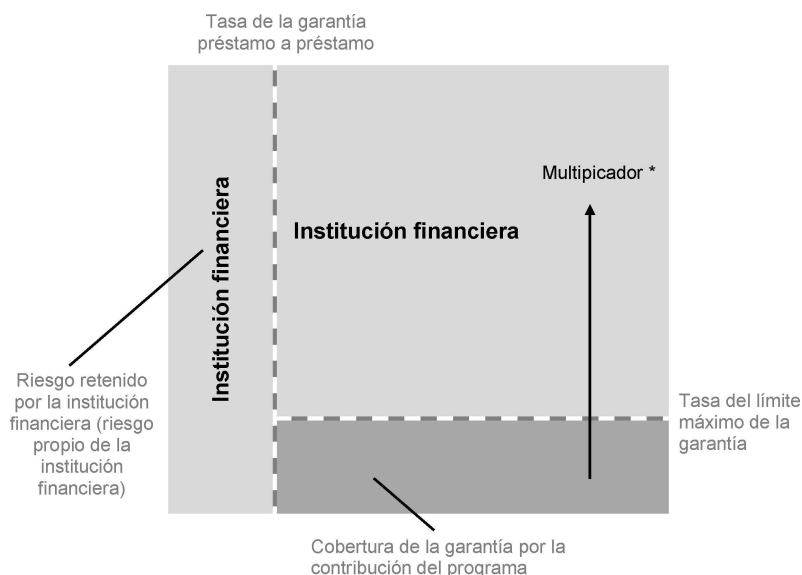 Tasa de la garantía
préstamo a préstamo
Multipicador *
Institución financiera
Institución financiera
Riesgo retenido
por la institución
financiera (riesgo
propio de la
institución
financiera)
Tasa del límite
máximo de la
garantía
Cobertura de la garantía por la
contribución del programa